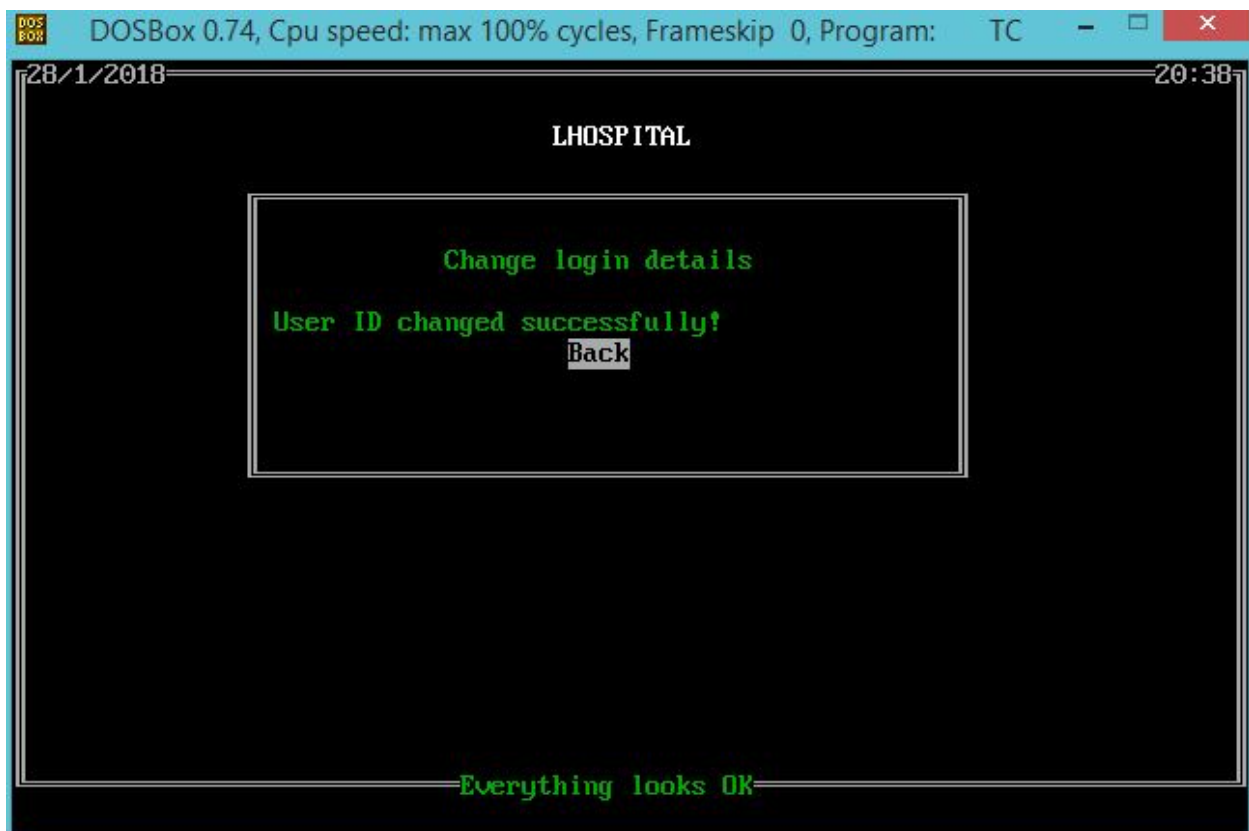 DOSBox 0.74, Cpu speed: max 100% cycles, Frameskip 0, Program: TC
28/1/2018 20:38
LHOSPITAL
Change login details
User ID changed successfully!
Back
Everything looks OK